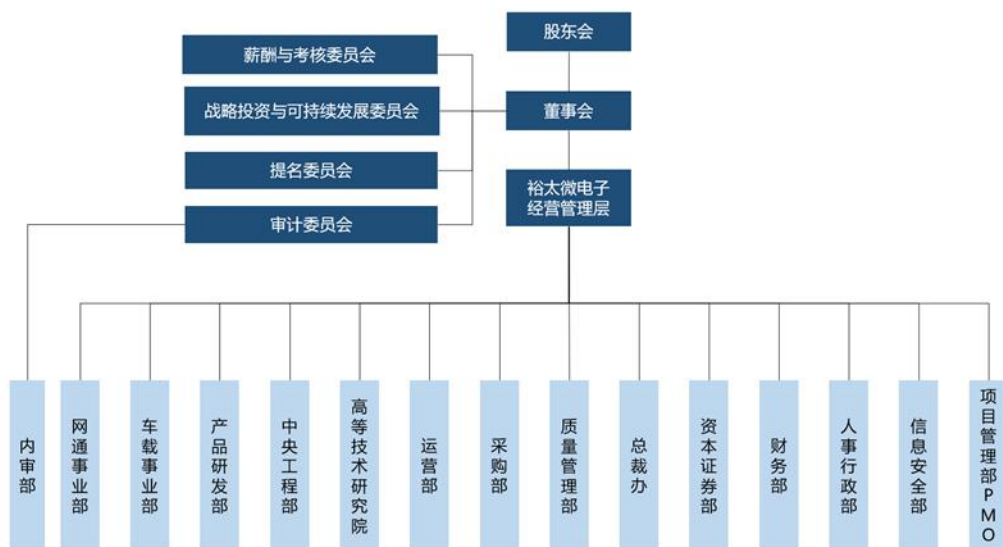 股东会
薪酬与考核委员会
战略投资与可持续发展委员会
董事会
提名委员会
裕太微电子
经营管理层
审计委员会
内审部
网通事业部
车载事业部
产品研发部
中央工程部
高等技术研究院
运营部
采购部
质量管理部
总裁办
资本证券部
财务部
人事行政部
信息安全部
项目管理部PMO